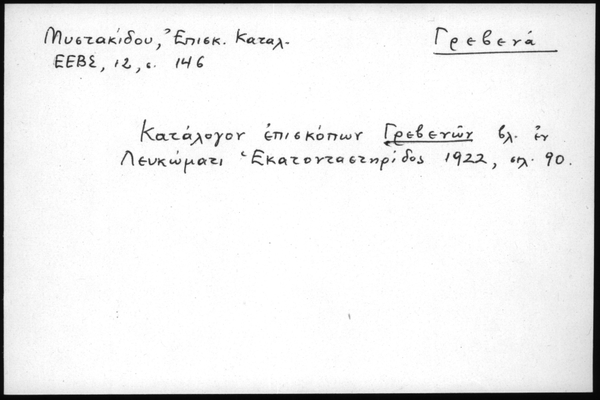 Μυστακίδου, Ἐπισκ. Καταλ.
ΕΕΒΣ, 12, σ. 146
Γρεβενά
Κατάλογον ἐπισκόπων Γρεβενῶν βλ. ἐν
Λευκώματι Ἑκατονταετηρίδος 1922, σελ. 90.